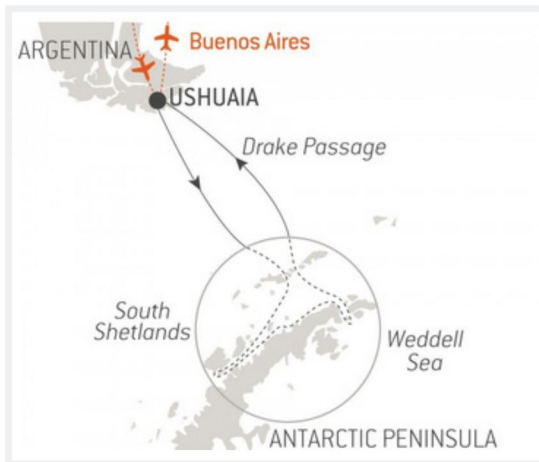 Buenos Aires
ARGENTINA
USHUAIA
Drake Passage
South
Shetlands
Weddell
Sea
ANTARCTIC PENINSULA